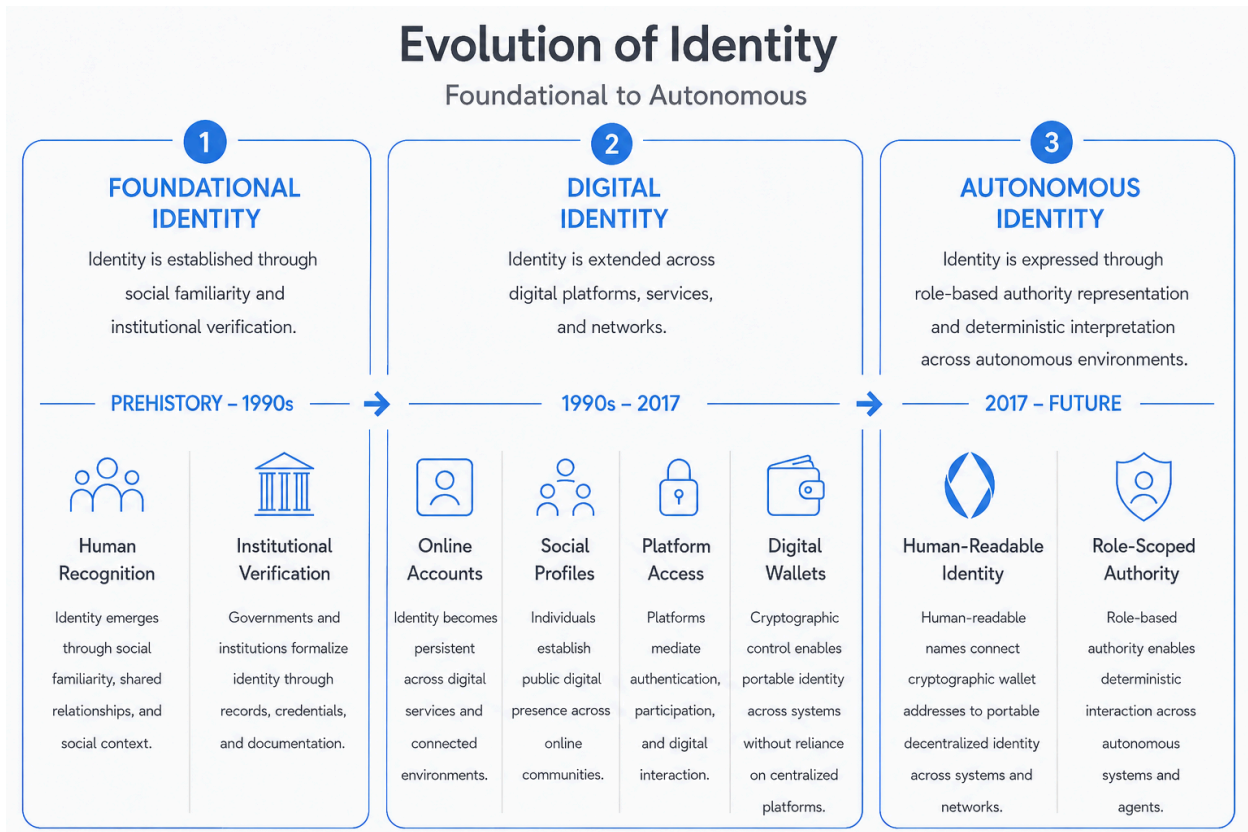 Evolution of Identity
Foundational to Autonomous
1
FOUNDATIONAL
IDENTITY
Identity is established through
social familiarity and
institutional verification.
PREHISTORY – 1990s
Human
Recognition
Identity emerges
through social
familiarity, shared
relationships, and
social context.
Institutional
Verification
Governments and
institutions formalize
identity through
records, credentials,
and documentation.
2
DIGITAL
IDENTITY
Identity is extended across
digital platforms, services,
and networks.
1990s – 2017
Online
Accounts
Identity becomes
persistent
across digital
services and
connected
environments.
Social
Profiles
Individuals
establish
public digital
presence across
online
communities.
Platform
Access
Platforms
mediate
authentication,
participation,
and digital
interaction.
Digital
Wallets
Cryptographic
control enables
portable identity
across systems
without reliance
on centralized
platforms.
3
AUTONOMOUS
IDENTITY
Identity is expressed through
role-based authority representation
and deterministic interpretation
across autonomous environments.
2017 – FUTURE
Human-Readable
Identity
Human-readable
names connect
cryptographic wallet
addresses to portable
decentralized identity
across systems and
networks.
Role-Scoped
Authority
Role-based
authority enables
deterministic
interaction across
autonomous
systems and
agents.